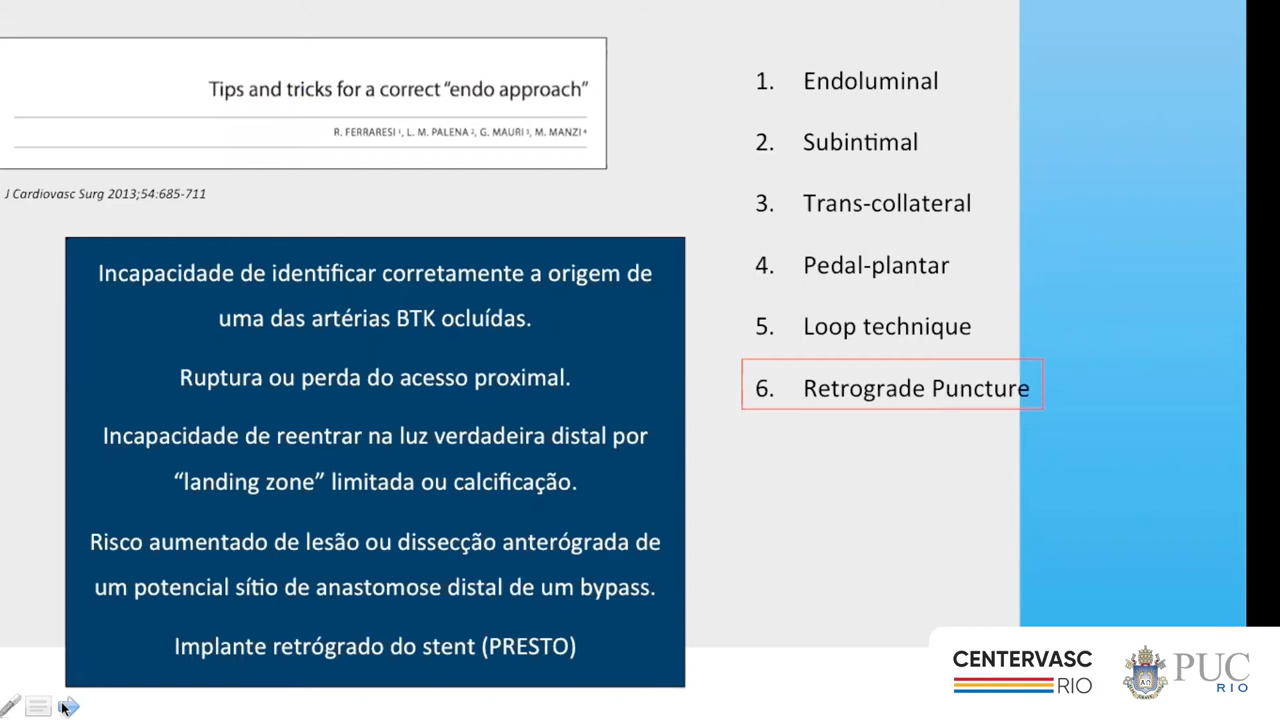 Tips and tricks for a correct “endo approach”
R. FERRARESI ¹, L. M. PALENA ², G. MAURI ³, M. MANZI ⁴
J Cardiovasc Surg 2013;54:685-711
Incapacidade de identificar corretamente a origem de
uma das artérias BTK ocluídas.
Ruptura ou perda do acesso proximal.
Incapacidade de reentrar na luz verdadeira distal por
“landing zone” limitada ou calcificação.
Risco aumentado de lesão ou dissecção anterógrada de
um potencial sítio de anastomose distal de um bypass.
Implante retrógrado do stent (PRESTO)
1. Endoluminal
2. Subintimal
3. Trans-collateral
4. Pedal-plantar
5. Loop technique
6. Retrograde Puncture
CENTERVASC
RIO
PUC
RIO